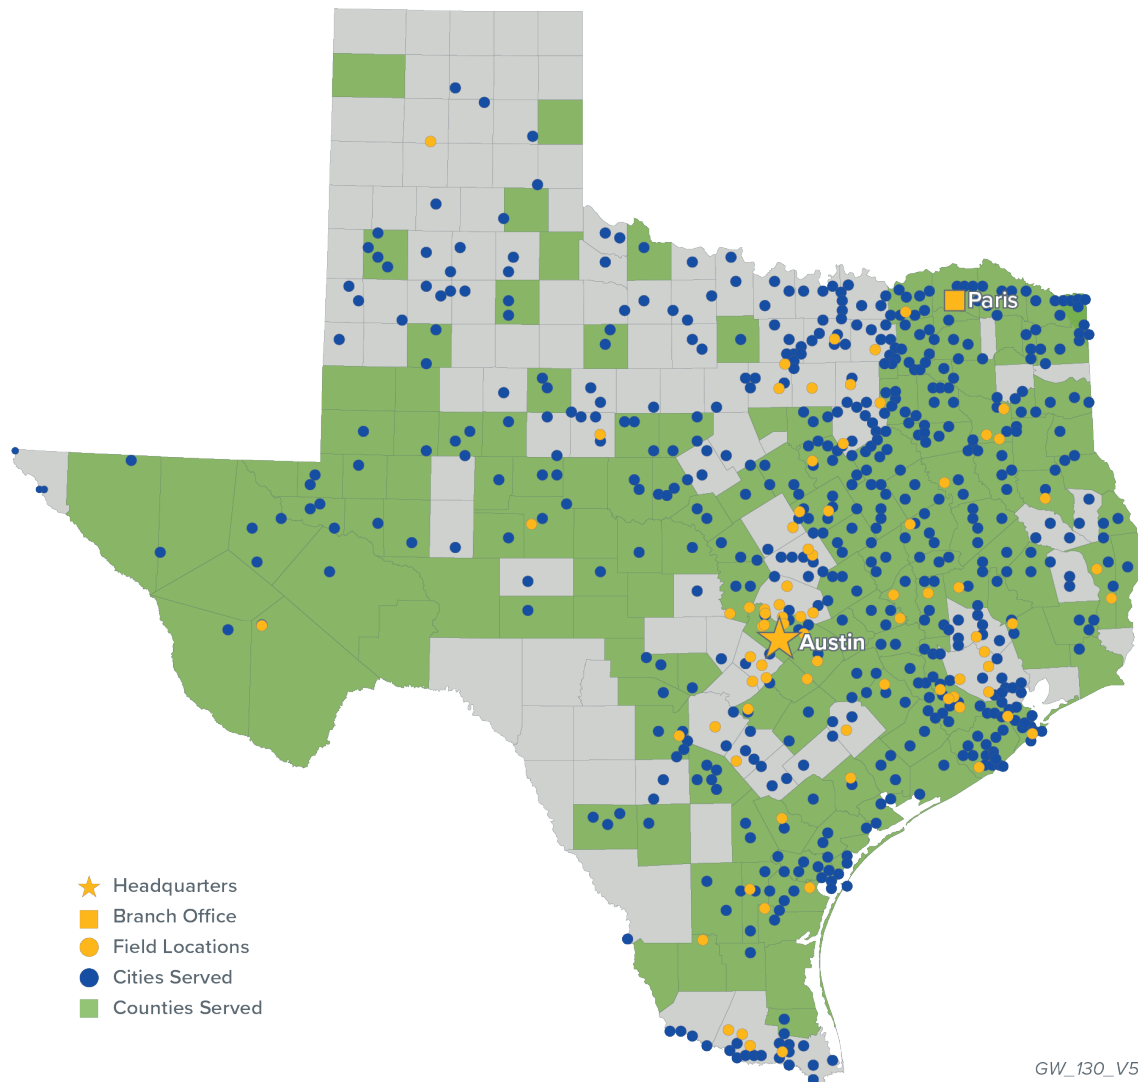 Paris
Austin
Headquarters
Branch Office
Field Locations
Cities Served
Counties Served
GW_130_V5